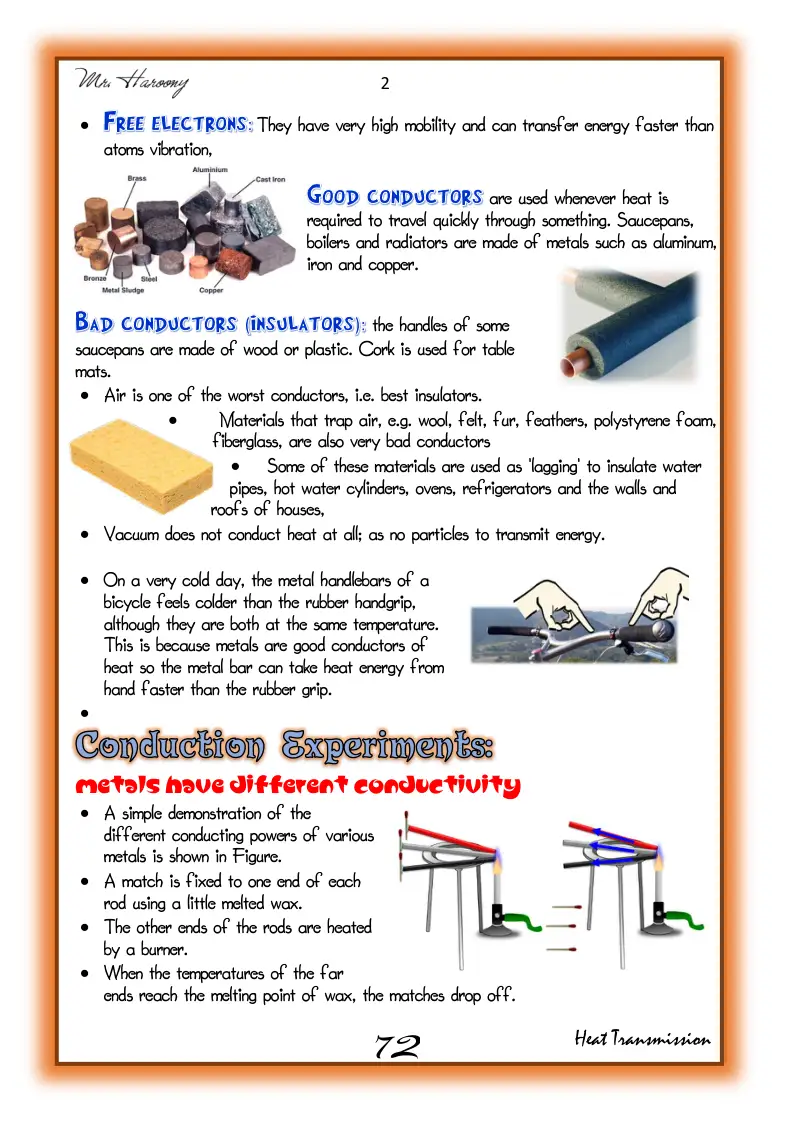 Mr. Haroony
2
• FREE ELECTRONS: They have very high mobility and can transfer energy faster than
atoms vibration,
Aluminium
Brass
Cast Iron
Bronze
Steel
Metal Sludge
Copper
GOOD CONDUCTORS are used whenever heat is
required to travel quickly through something. Saucepans,
boilers and radiators are made of metals such as aluminum,
iron and copper.
BAD CONDUCTORS (INSULATORS): the handles of some
saucepans are made of wood or plastic. Cork is used for table
mats.
• Air is one of the worst conductors, i.e. best insulators.
• Materials that trap air, e.g. wool, felt, fur, feathers, polystyrene foam,
fiberglass, are also very bad conductors
• Some of these materials are used as 'lagging' to insulate water
pipes, hot water cylinders, ovens, refrigerators and the walls and
roofs of houses,
• Vacuum does not conduct heat at all; as no particles to transmit energy.
• On a very cold day, the metal handlebars of a
bicycle feels colder than the rubber handgrip,
although they are both at the same temperature.
This is because metals are good conductors of
heat so the metal bar can take heat energy from
hand faster than the rubber grip.
•
Conduction Experiments:
metals have different conductivity
• A simple demonstration of the
different conducting powers of various
metals is shown in Figure.
• A match is fixed to one end of each
rod using a little melted wax.
• The other ends of the rods are heated
by a burner.
• When the temperatures of the far
ends reach the melting point of wax, the matches drop off.
72
Heat Transmission